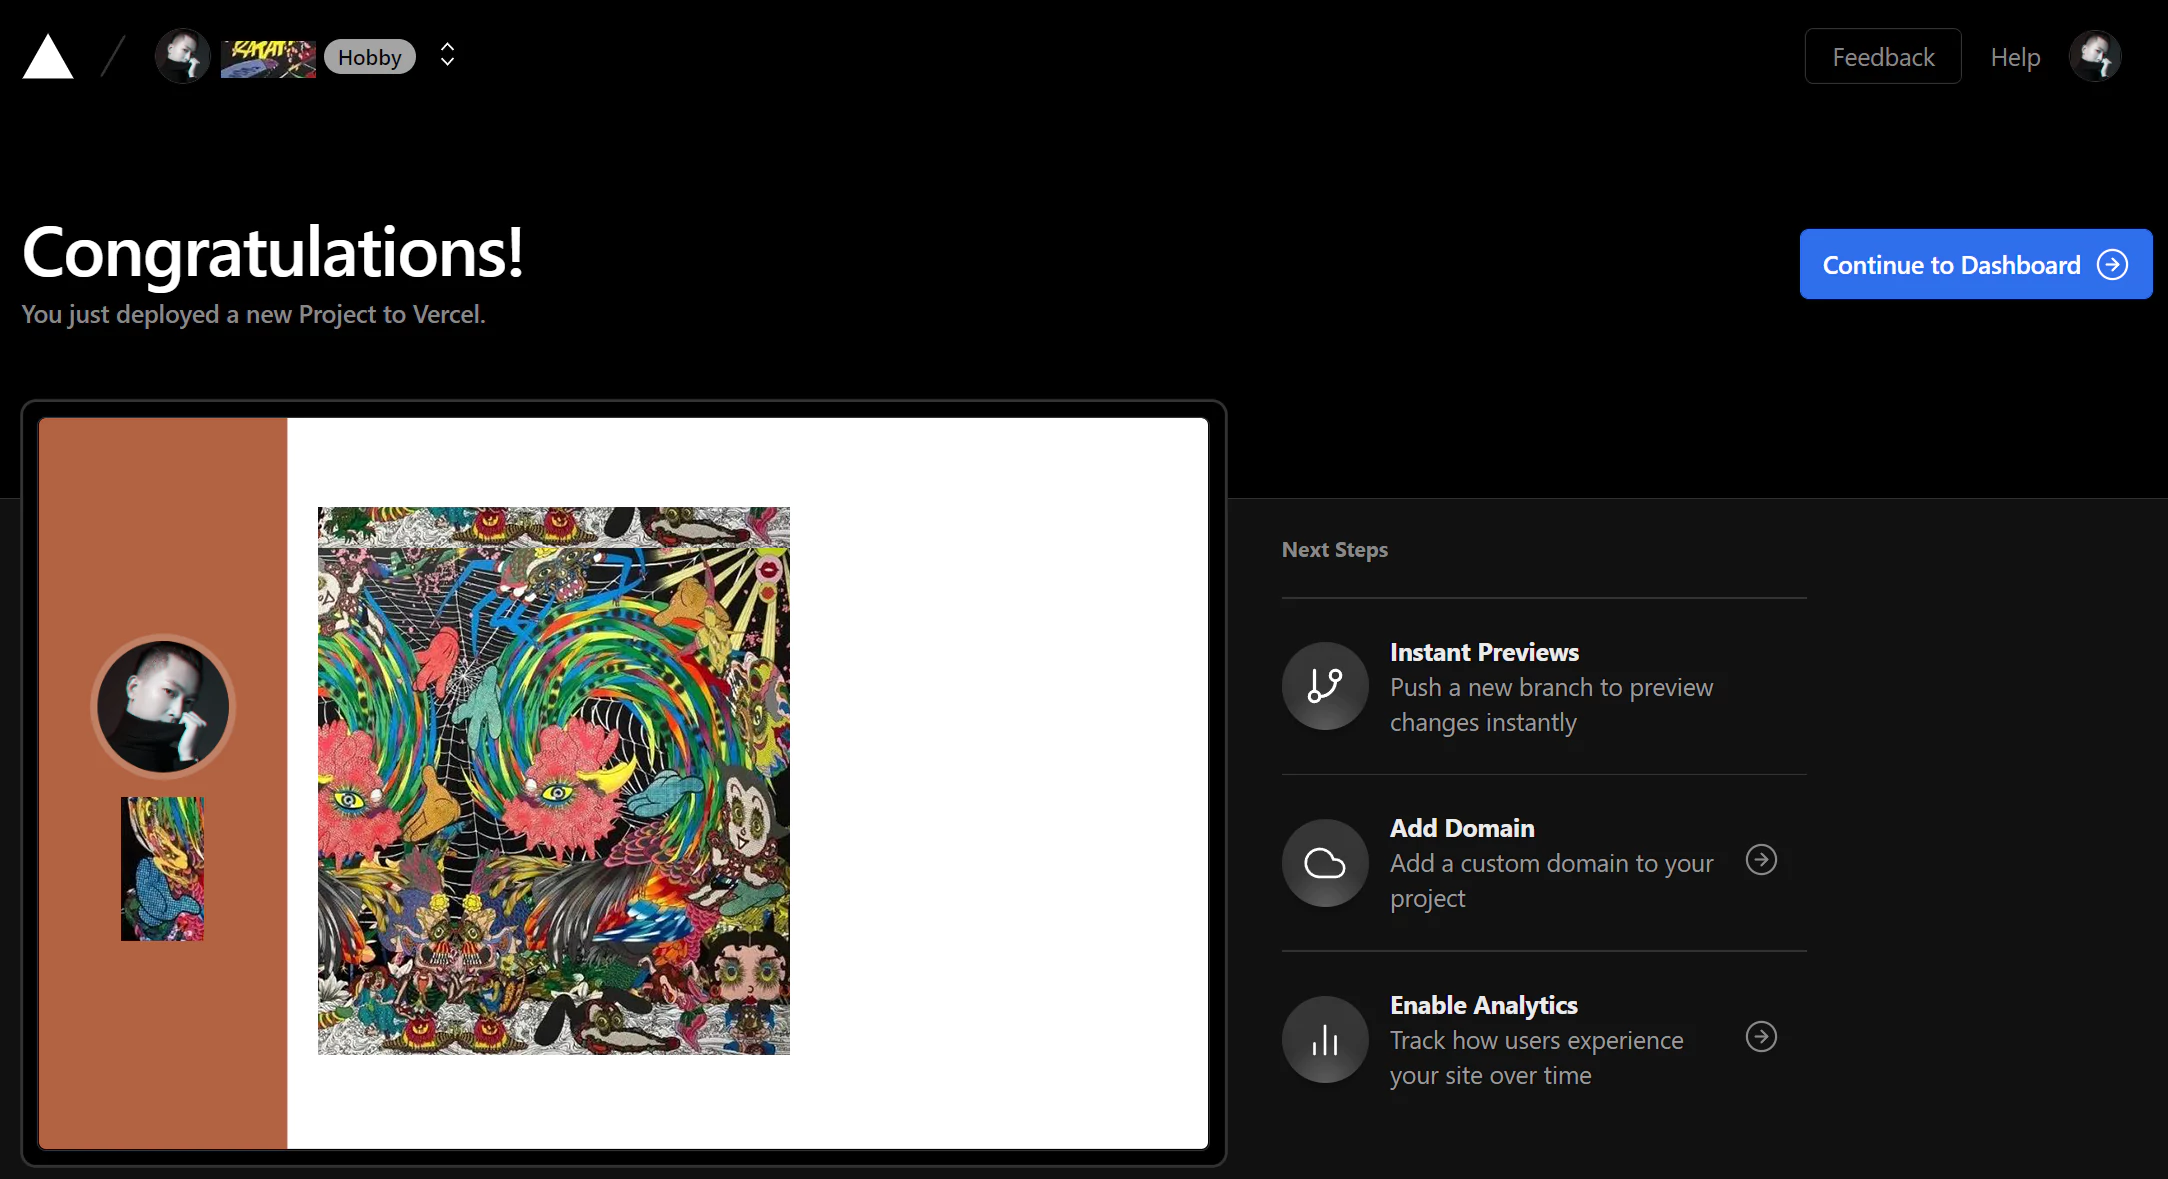 Hobby
Feedback
Help
Congratulations!
You just deployed a new Project to Vercel.
Continue to Dashboard
Next Steps
Instant Previews
Push a new branch to preview
changes instantly
Add Domain
Add a custom domain to your
project
Enable Analytics
Track how users experience
your site over time